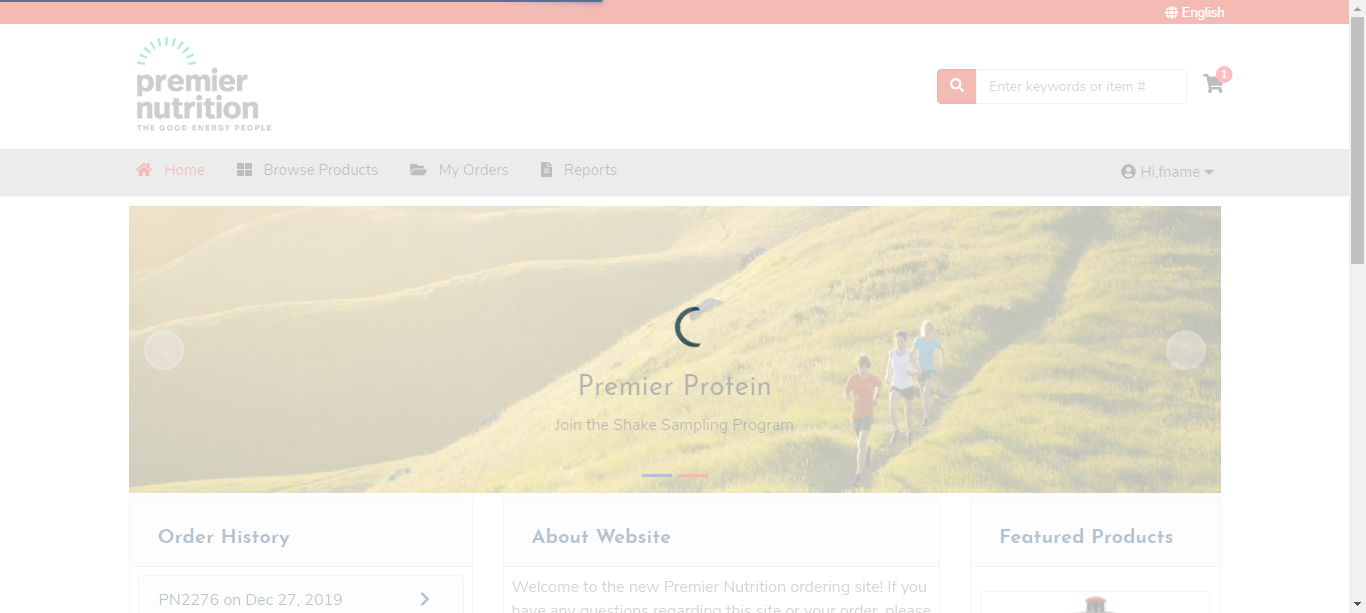 English
premier
nutrition
THE GOOD ENERGY PEOPLE
Enter keywords or item #
1
Home
Browse Products
My Orders
Reports
Hi,fname
Premier Protein
Join the Shake Sampling Program
Order History
PN2276 on Dec 27, 2019
About Website
Welcome to the new Premier Nutrition ordering site! If you
have any questions regarding this site or your order, please
Featured Products